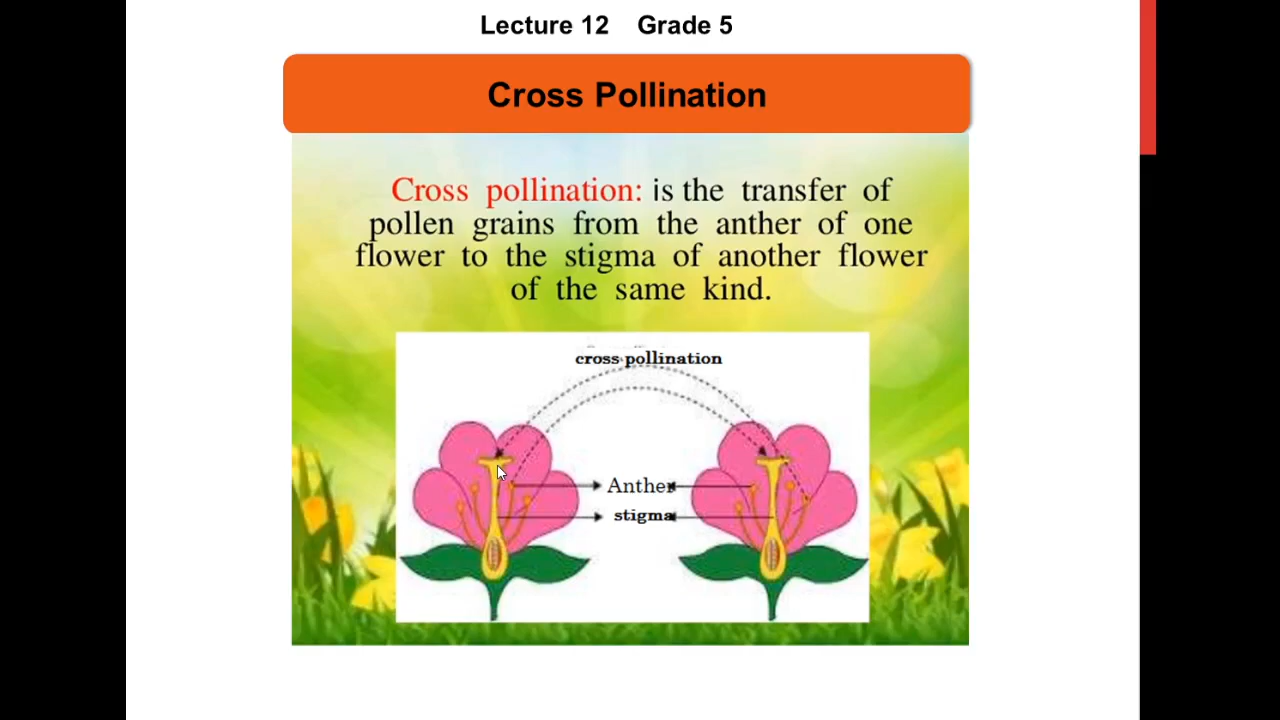 Lecture 12 Grade 5
Cross Pollination
Cross pollination: is the transfer of
pollen grains from the anther of one
flower to the stigma of another flower
of the same kind.
cross pollination
Anther
stigma